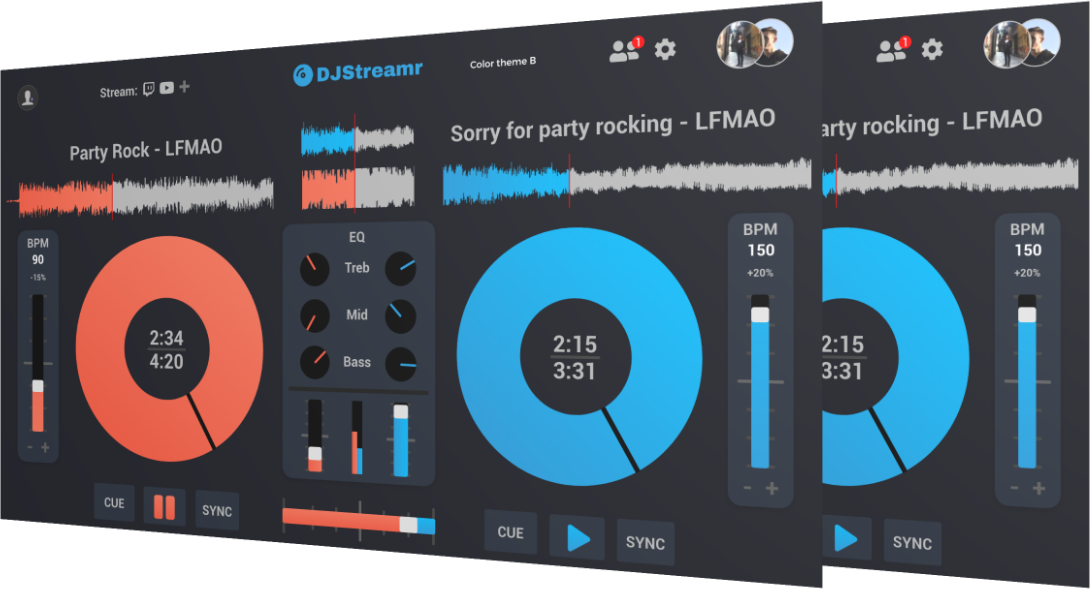 Stream:
DJStreamr
Color theme B
1
Party Rock - LFMAO
Sorry for party rocking - LFMAO
BPM
90
-15%
2:34
4:20
- +
CUE
SYNC
EQ
Treb
Mid
Bass
2:15
3:31
CUE
SYNC
BPM
150
+20%
- +
1
arty rocking - LFMAO
2:15
3:31
SYNC
BPM
150
+20%
- +